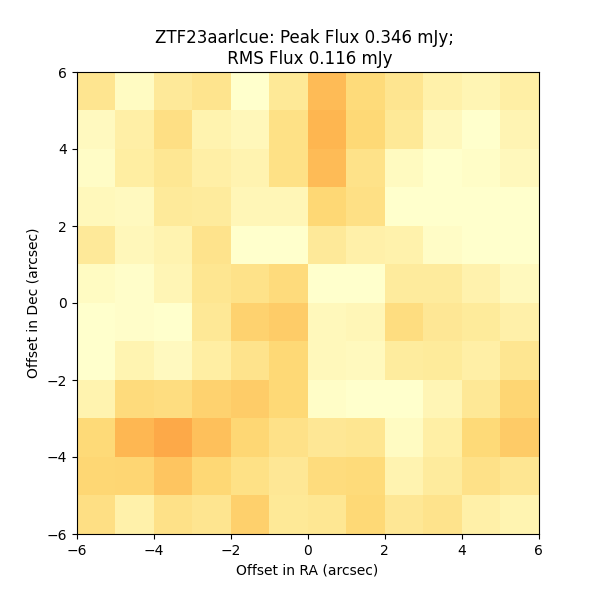 ZTF23aarlcue: Peak Flux 0.346 mJy;
RMS Flux 0.116 mJy
6
4
2
0
−2
−4
−6
Offset in Dec (arcsec)
−6 −4 −2 0 2 4 6
Offset in RA (arcsec)